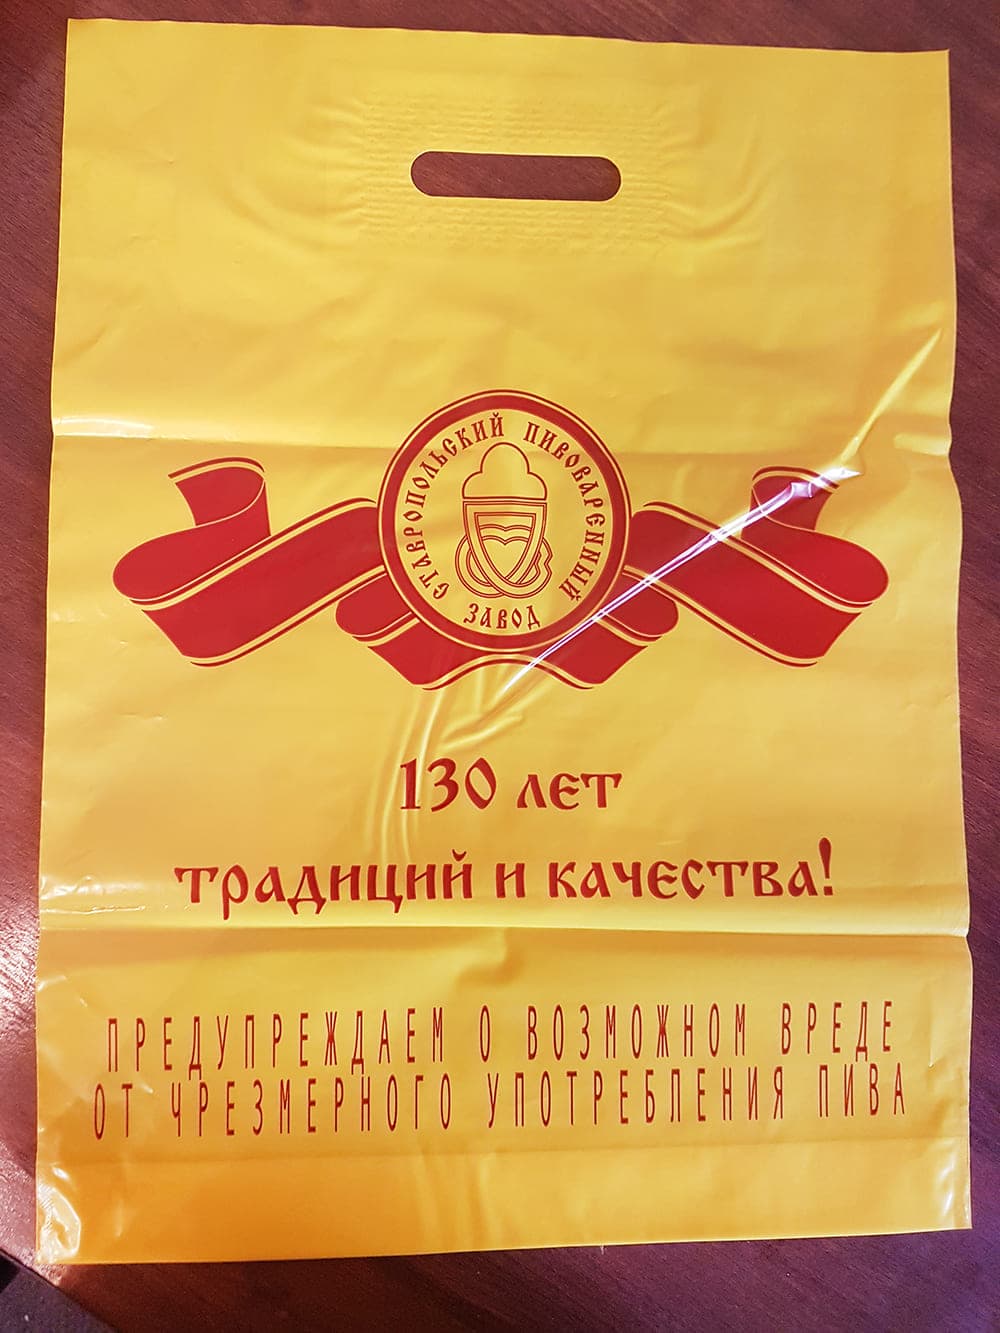 СТАВРОПОЛЬСКИЙ ПИВОВАРЕННЫЙ
ЗАВОД
130 лет
традиций и качества!
ПРЕДУПРЕЖДАЕМ О ВОЗМОЖНОМ ВРЕДЕ
ОТ ЧРЕЗМЕРНОГО УПОТРЕБЛЕНИЯ ПИВА